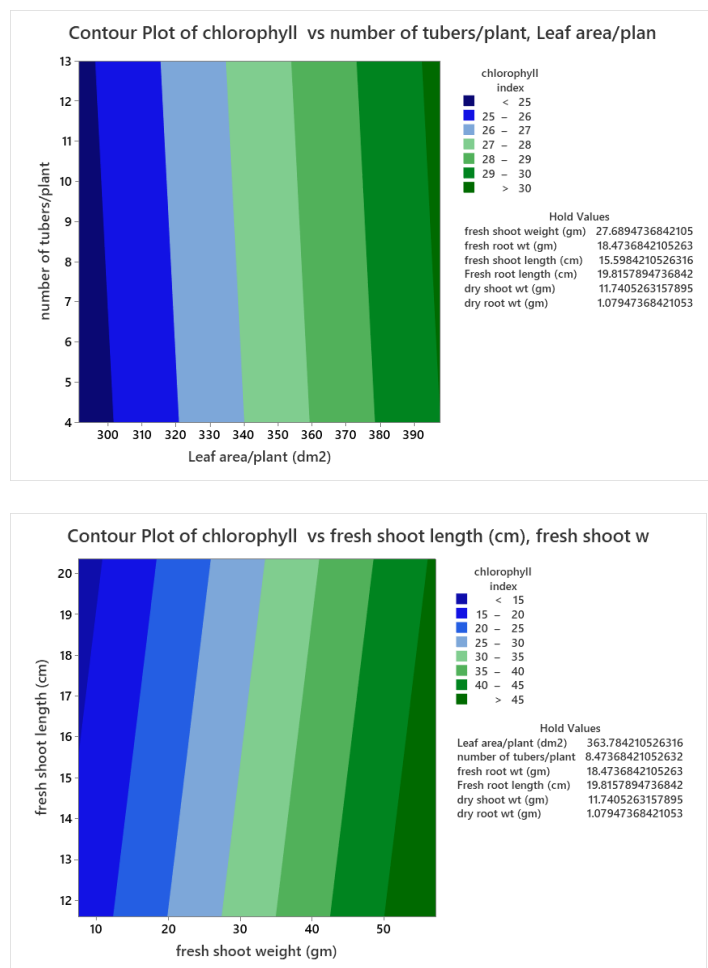 Contour Plot of chlorophyll vs number of tubers/plant, Leaf area/plan
13
12
11
10
9
8
7
6
5
4
number of tubers/plant
300 310 320 330 340 350 360 370 380 390
Leaf area/plant (dm2)
chlorophyll
index
< 25
25 – 26
26 – 27
27 – 28
28 – 29
29 – 30
> 30
Hold Values
fresh shoot weight (gm) 27.6894736842105
fresh root wt (gm) 18.4736842105263
fresh shoot length (cm) 15.5984210526316
Fresh root length (cm) 19.8157894736842
dry shoot wt (gm) 11.7405263157895
dry root wt (gm) 1.07947368421053
Contour Plot of chlorophyll vs fresh shoot length (cm), fresh shoot w
20
19
18
17
16
15
14
13
12
fresh shoot length (cm)
10 20 30 40 50
fresh shoot weight (gm)
chlorophyll
index
< 15
15 – 20
20 – 25
25 – 30
30 – 35
35 – 40
40 – 45
> 45
Hold Values
Leaf area/plant (dm2) 363.784210526316
number of tubers/plant 8.47368421052632
fresh root wt (gm) 18.4736842105263
Fresh root length (cm) 19.8157894736842
dry shoot wt (gm) 11.7405263157895
dry root wt (gm) 1.07947368421053